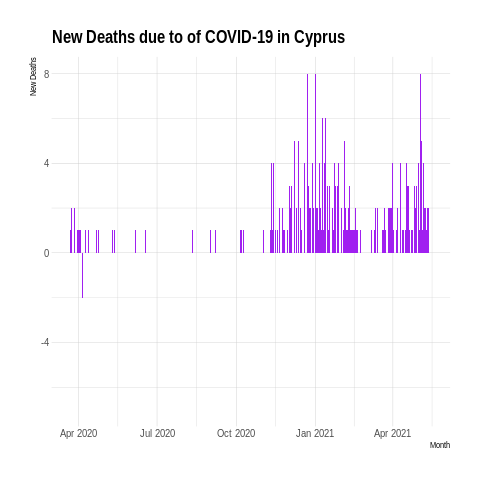 New Deaths due to of COVID-19 in Cyprus
New Deaths
8
4
0
-4
Apr 2020 Jul 2020 Oct 2020 Jan 2021 Apr 2021
Month